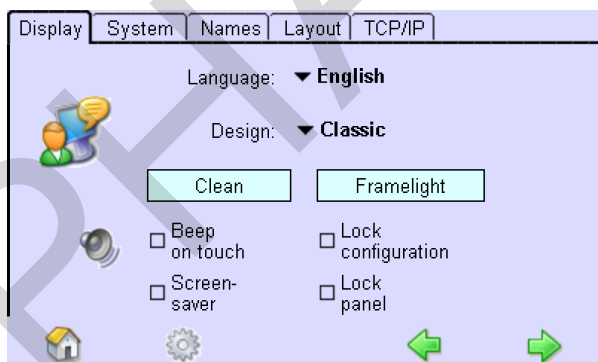 Display System Names Layout TCP/IP
Language: English
Design: Classic
Clean Framelight
Beep Lock
on touch configuration
Screen- Lock
saver panel